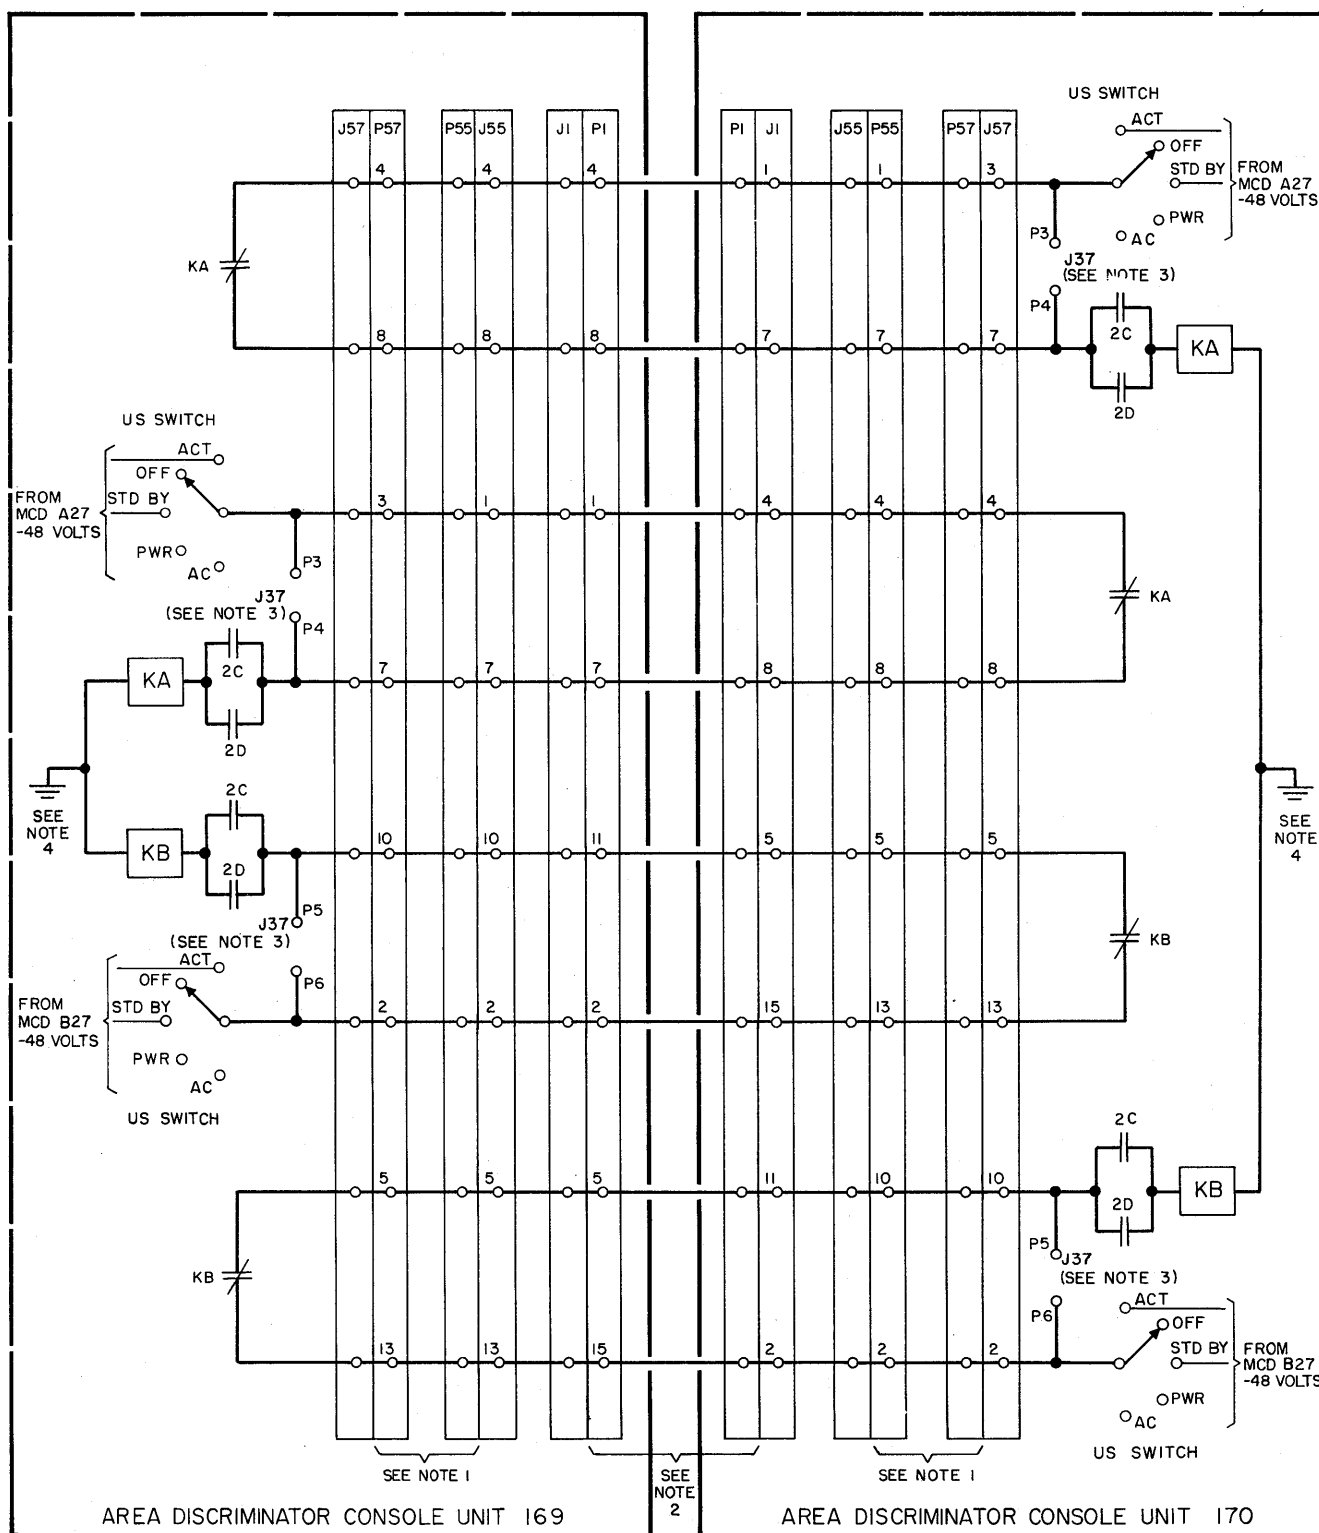 US SWITCH
J57 P57 P55 J55 J1 P1 P1 J1 J55 P55 P57 J57
ACT
OFF
STD BY
PWR
AC
FROM
MCD A27
-48 VOLTS
4 4 4 1 1 3
P3
J37
(SEE NOTE 3)
P4
KA
2C
KA
2D
8 8 8 7 7 7
US SWITCH
ACT
OFF
STD BY
PWR
AC
FROM
MCD A27
-48 VOLTS
3 1 1 4 4 4
P3
J37
(SEE NOTE 3)
P4
KA
KA
2C
2D
7 7 7 8 8 8
SEE
NOTE
4
SEE
NOTE
4
2C
KB
2D
10 10 11 5 5 5
P5
J37
(SEE NOTE 3)
P6
KB
ACT
OFF
STD BY
PWR
AC
FROM
MCD B27
-48 VOLTS
US SWITCH
2 2 2 15 13 13
2C
KB
2D
5 5 5 11 10 10
P5
J37
(SEE NOTE 3)
P6
KB
ACT
OFF
STD BY
PWR
AC
FROM
MCD B27
-48 VOLTS
US SWITCH
13 13 15 2 2 2
SEE NOTE 1
SEE
NOTE
2
SEE NOTE 1
AREA DISCRIMINATOR CONSOLE UNIT 169
AREA DISCRIMINATOR CONSOLE UNIT 170